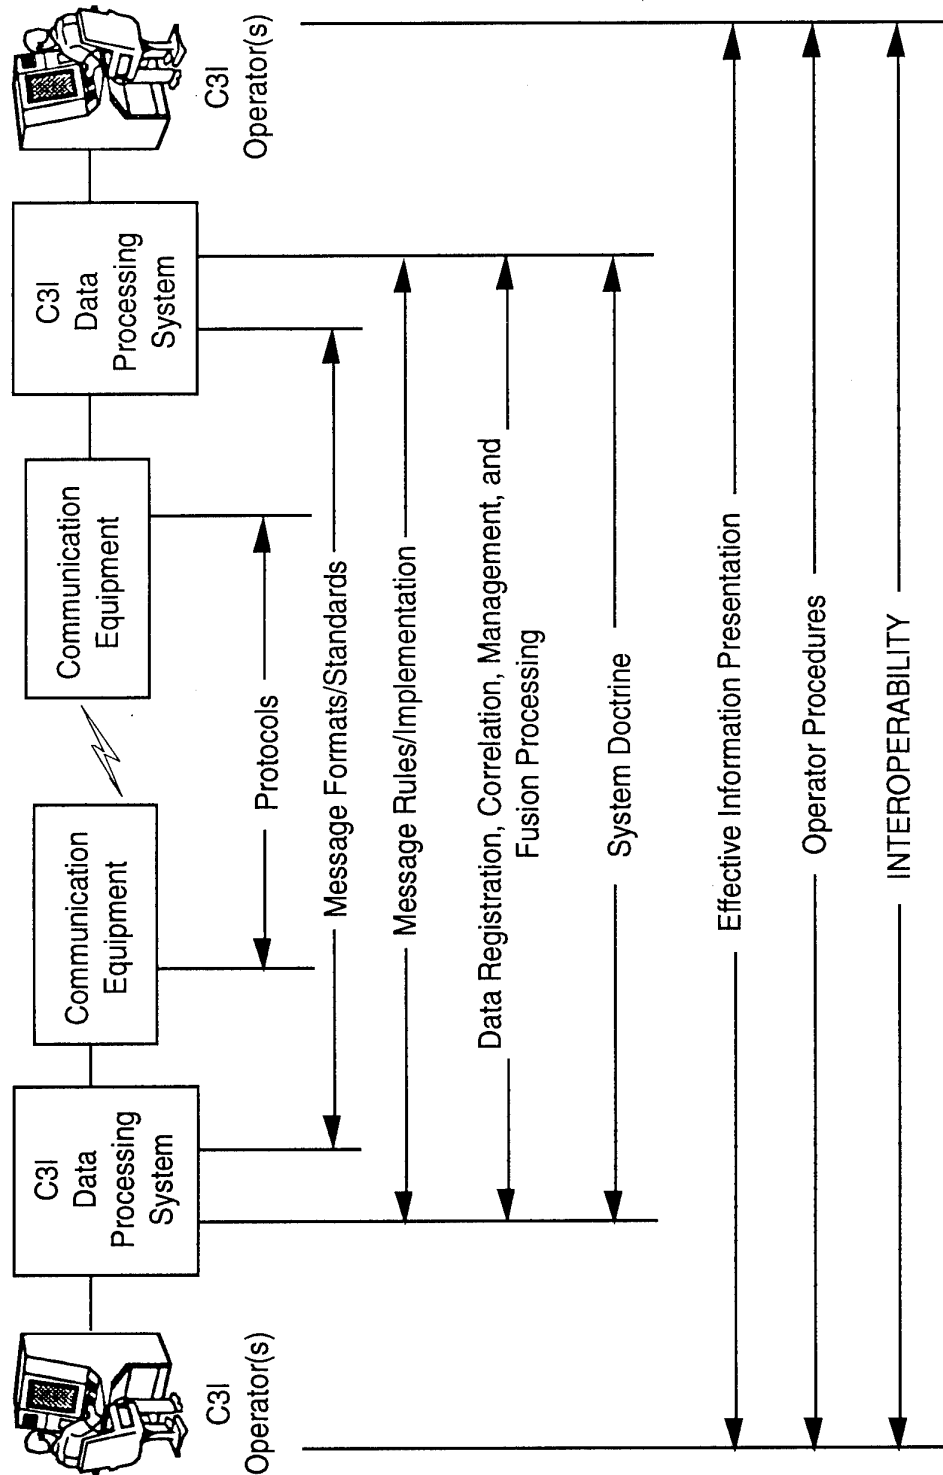 C3I
Operator(s)
C3I
Data
Processing
System
Communication
Equipment
Communication
Equipment
C3I
Data
Processing
System
C3I
Operator(s)
Protocols
Message Formats/Standards
Message Rules/Implementation
Data Registration, Correlation, Management, and
Fusion Processing
System Doctrine
Effective Information Presentation
Operator Procedures
INTEROPERABILITY